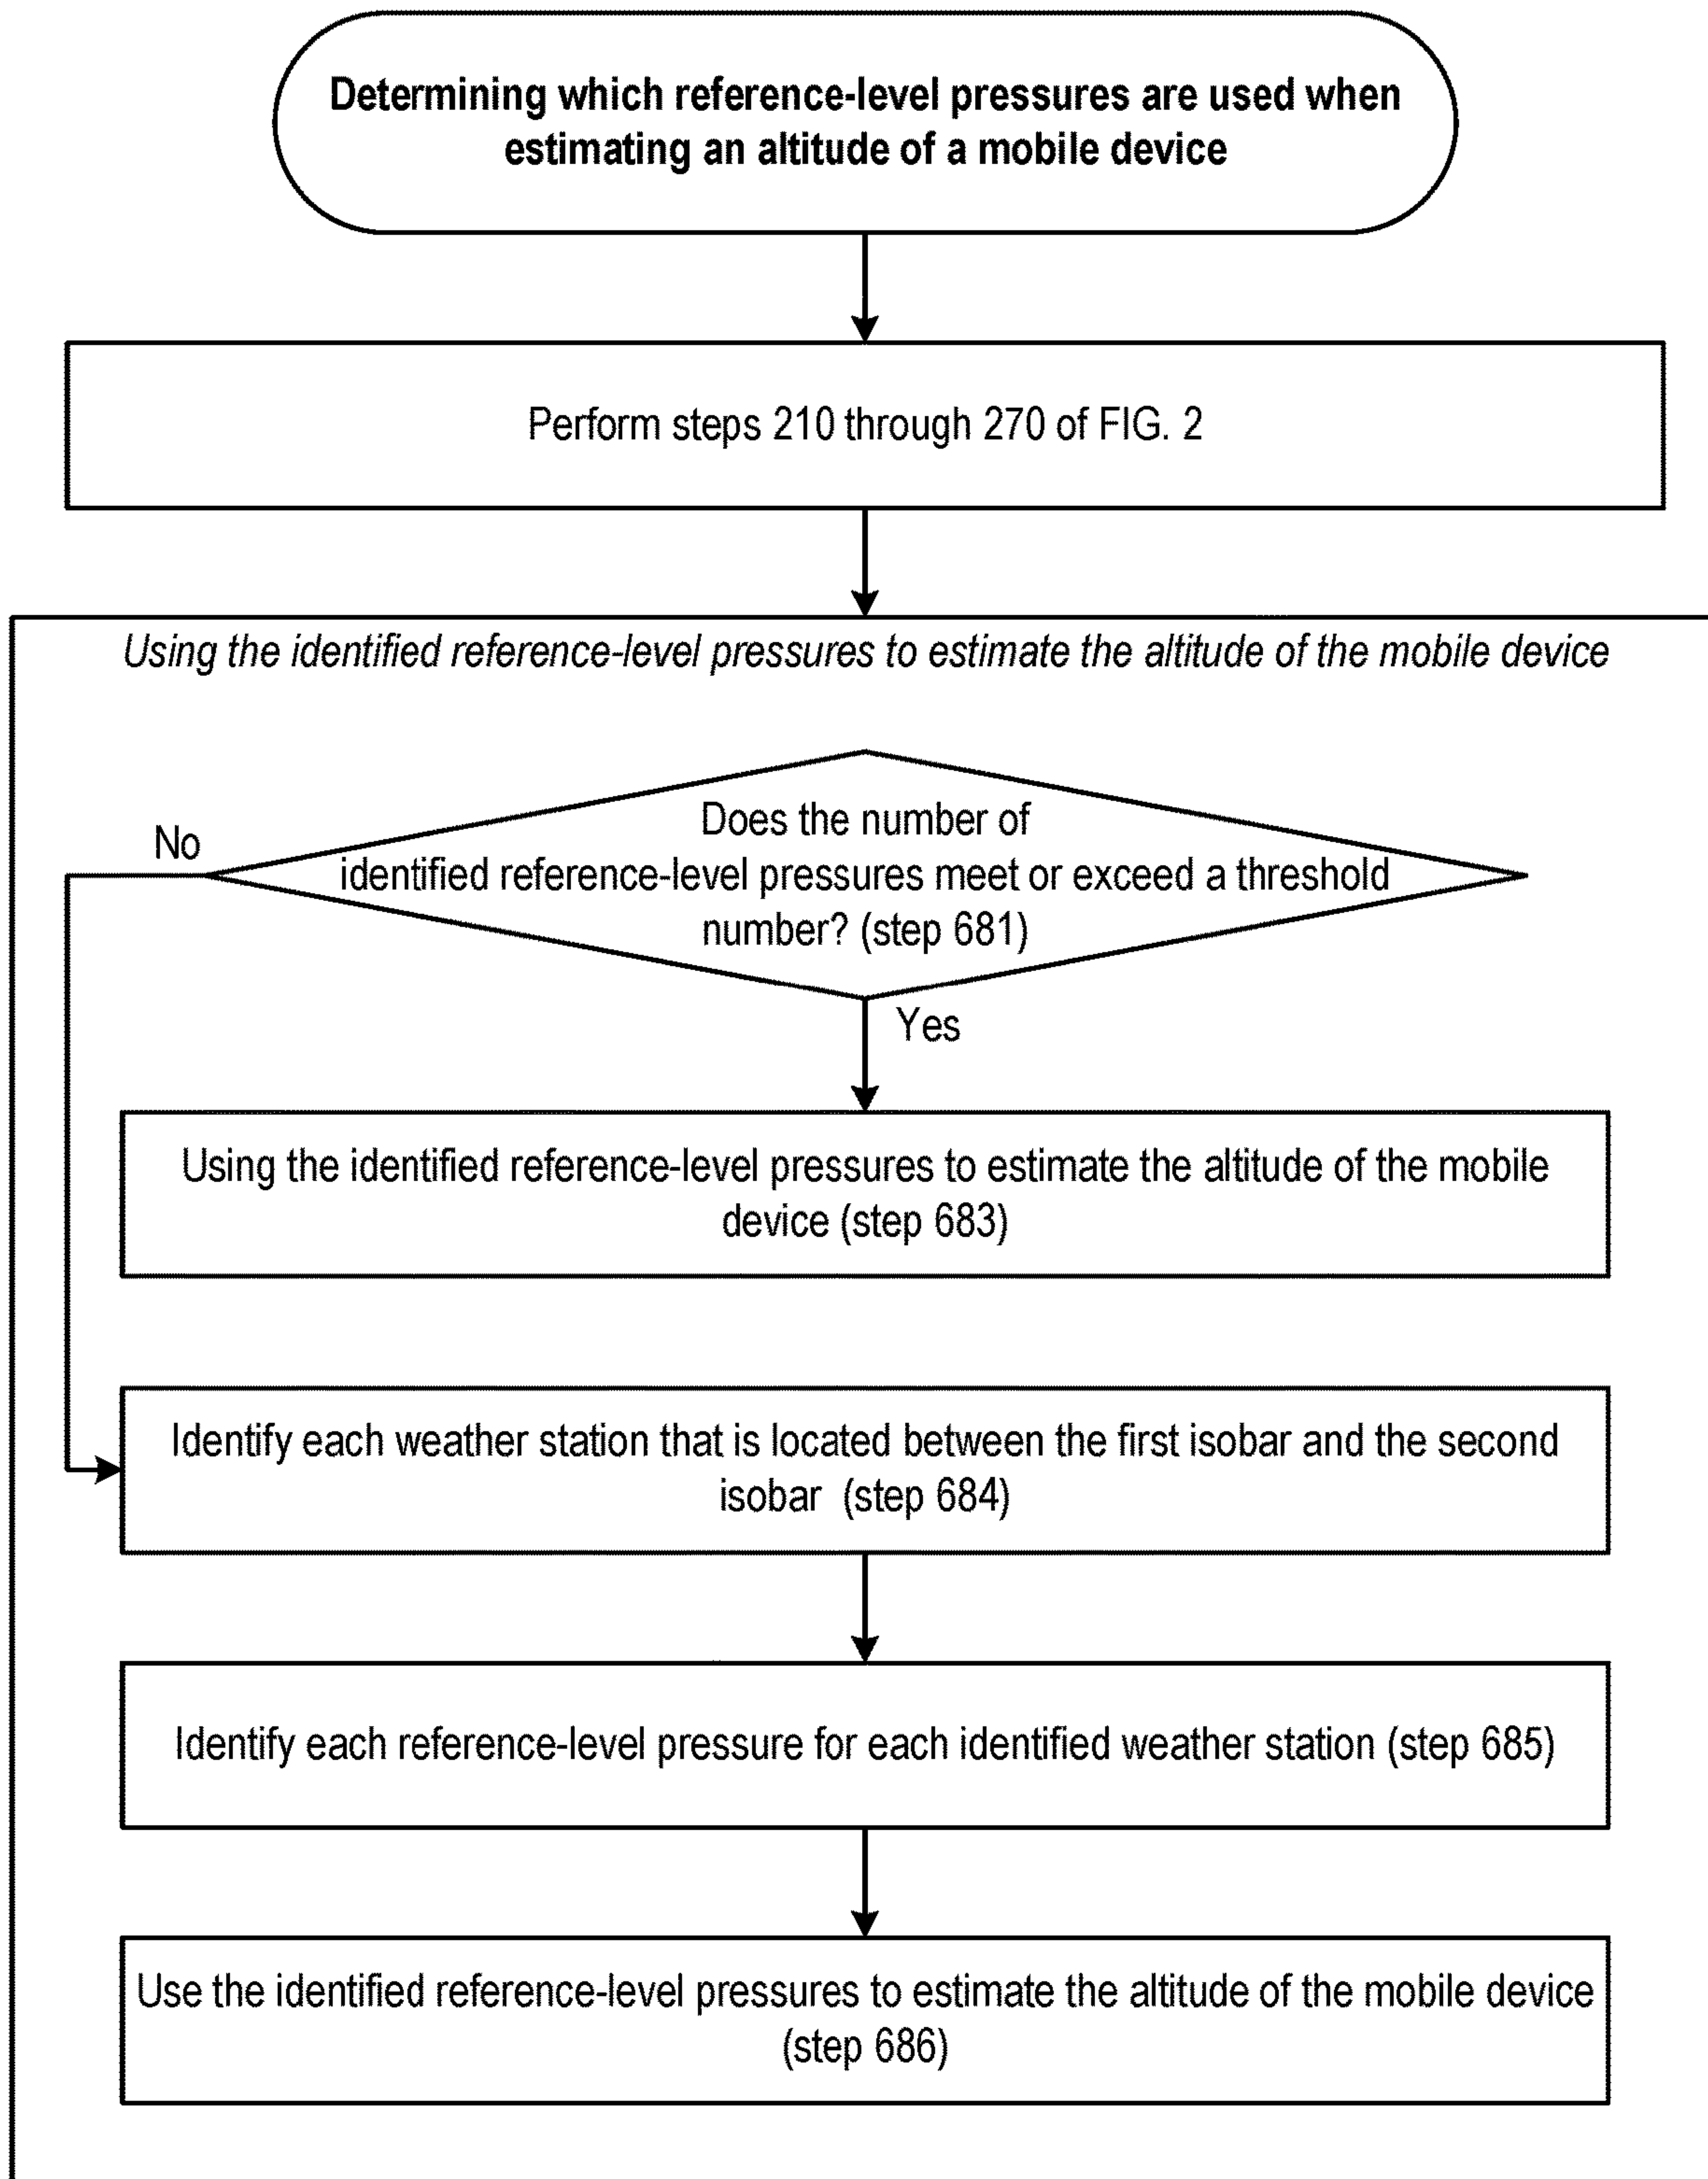 Determining which reference-level pressures are used when
estimating an altitude of a mobile device
Perform steps 210 through 270 of FIG. 2
Using the identified reference-level pressures to estimate the altitude of the mobile device
Does the number of
identified reference-level pressures meet or exceed a threshold
number? (step 681)
No
Yes
Using the identified reference-level pressures to estimate the altitude of the mobile
device (step 683)
Identify each weather station that is located between the first isobar and the second
isobar (step 684)
Identify each reference-level pressure for each identified weather station (step 685)
Use the identified reference-level pressures to estimate the altitude of the mobile device
(step 686)